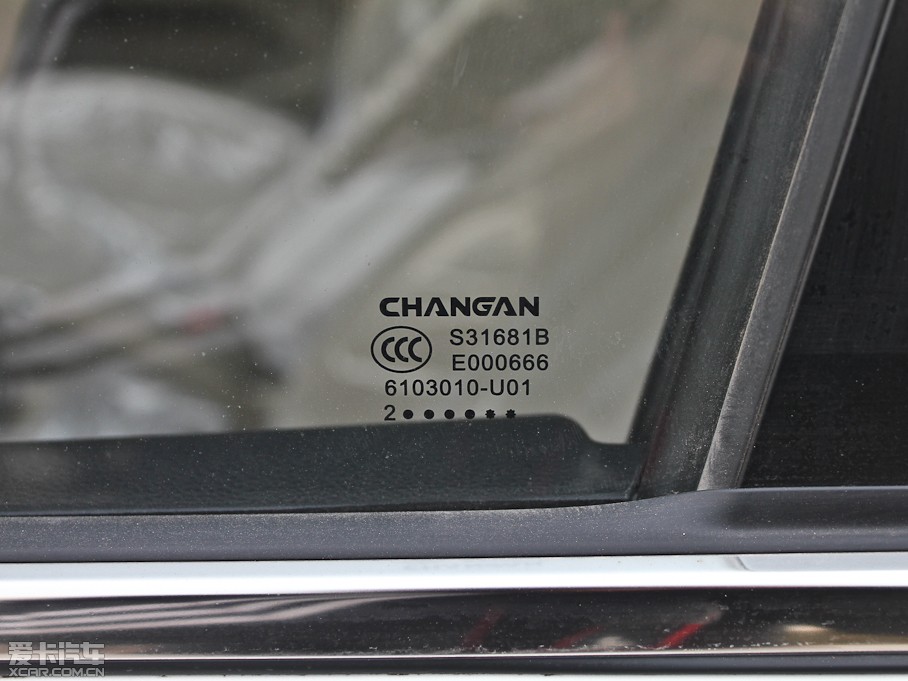 CHANGAN
CCC S31681B
E000666
6103010-U01
2●●●●✱✱
爱卡汽车
XCAR.COM.CN